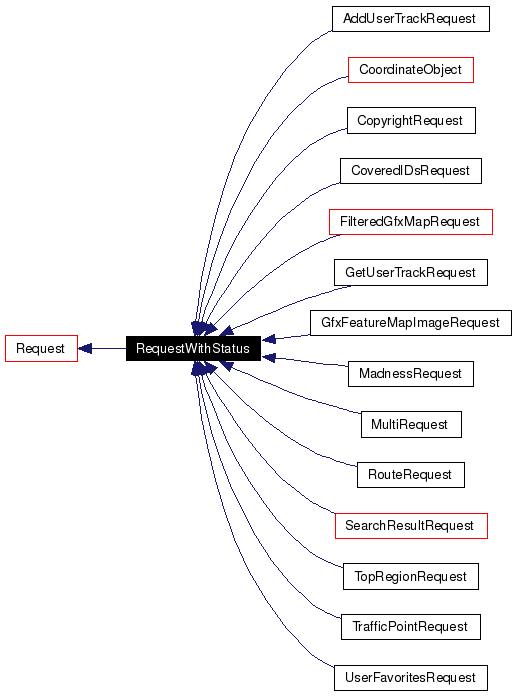 AddUserTrackRequest
CoordinateObject
CopyrightRequest
CoveredIDsRequest
FilteredGfxMapRequest
GetUserTrackRequest
GfxFeatureMapImageRequest
Request
RequestWithStatus
MadnessRequest
MultiRequest
RouteRequest
SearchResultRequest
TopRegionRequest
TrafficPointRequest
UserFavoritesRequest